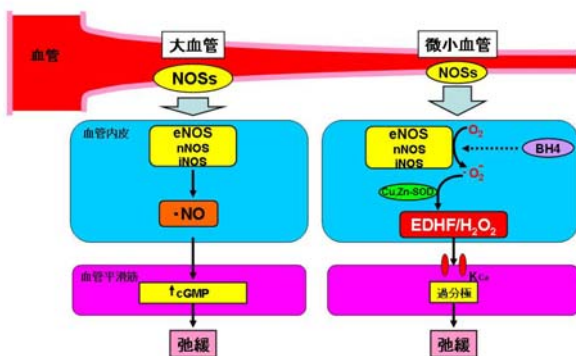 血管
大血管
NOSs
微小血管
NOSs
血管内皮
eNOS
nNOS
iNOS
・NO
血管平滑筋
↑cGMP
弛緩
eNOS
nNOS
iNOS
O₂
BH4
・O₂⁻
Cu,Zn-SOD
EDHF/H₂O₂
KCa
過分極
弛緩